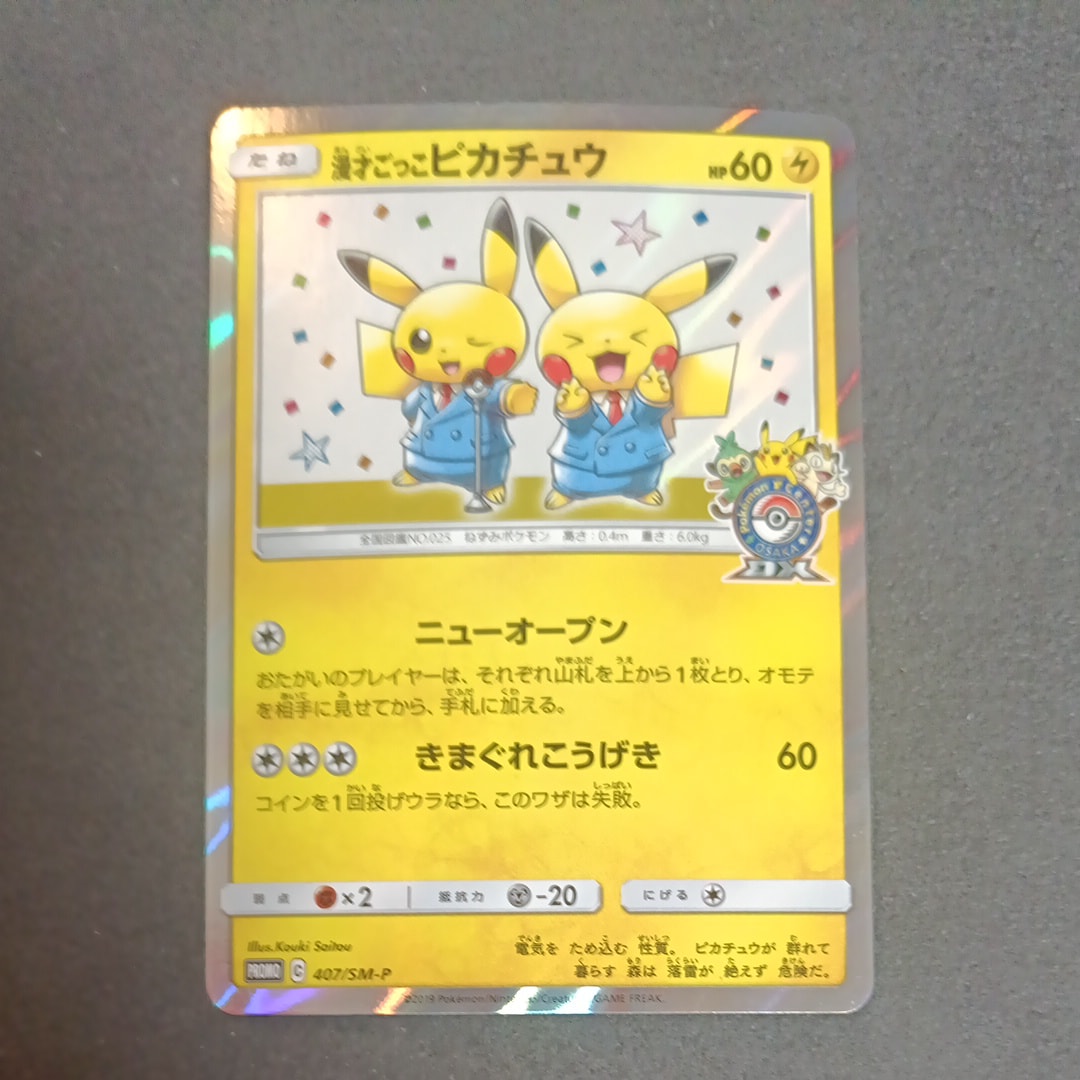 たね 漫才ごっこピカチュウ HP60
全国図鑑NO.025 ねずみポケモン 高さ:0.4m 重さ:6.0kg
Pokémon Center
OSAKA
DX
ニューオープン
おたがいのプレイヤーは、それぞれ山札を上から1枚とり、オモテ
を相手に見せてから、手札に加える。
きまぐれこうげき 60
コインを1回投げウラなら、このワザは失敗。
弱点 ×2 抵抗力 -20 にげる
Illus.Kouki Saitou
電気を ため込む 性質。 ピカチュウが 群れて
暮らす 森は 落雷が 絶えず 危険だ。
PROMO C 407/SM-P
©2019 Pokémon/Nintendo/Creatures/GAME FREAK.